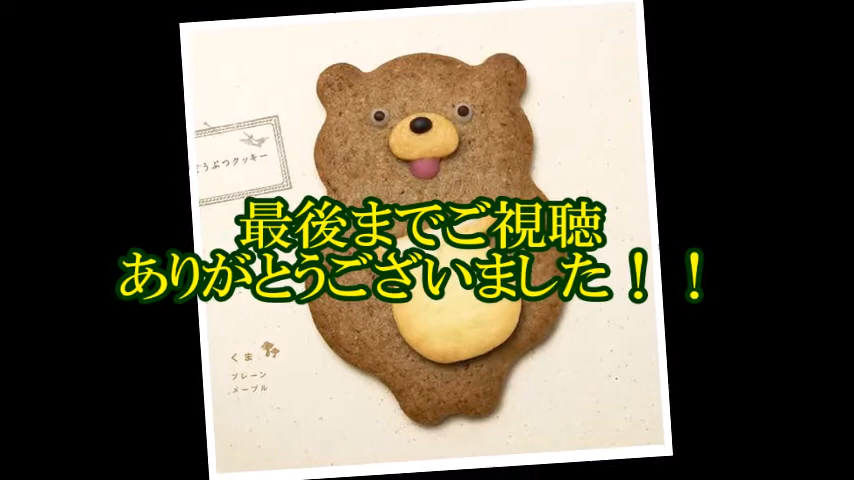 どうぶつクッキー
最後までご視聴
ありがとうございました！！
くま
プレーン
メープル